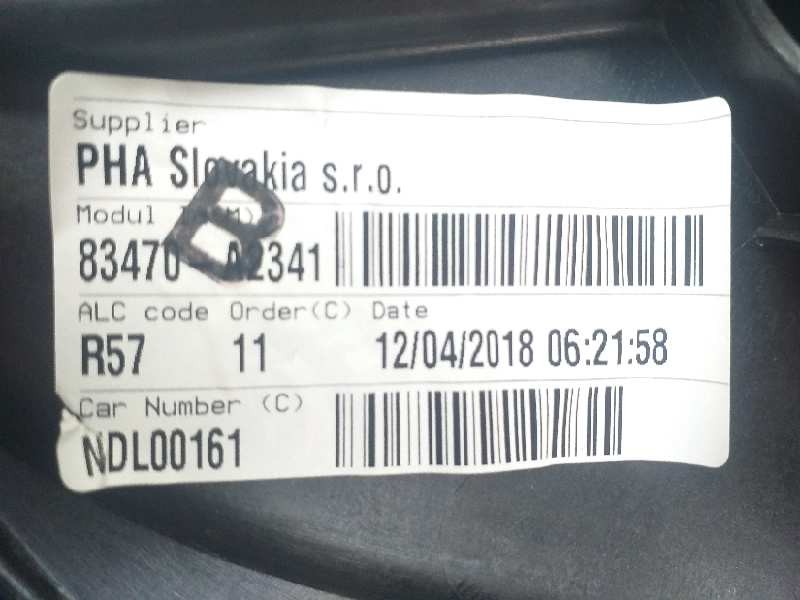 Supplier
PHA Slovakia s.r.o.
B
Modul
83470-A2341
ALC code Order(C) Date
R57 11 12/04/2018 06:21:58
Car Number (C)
NDL00161